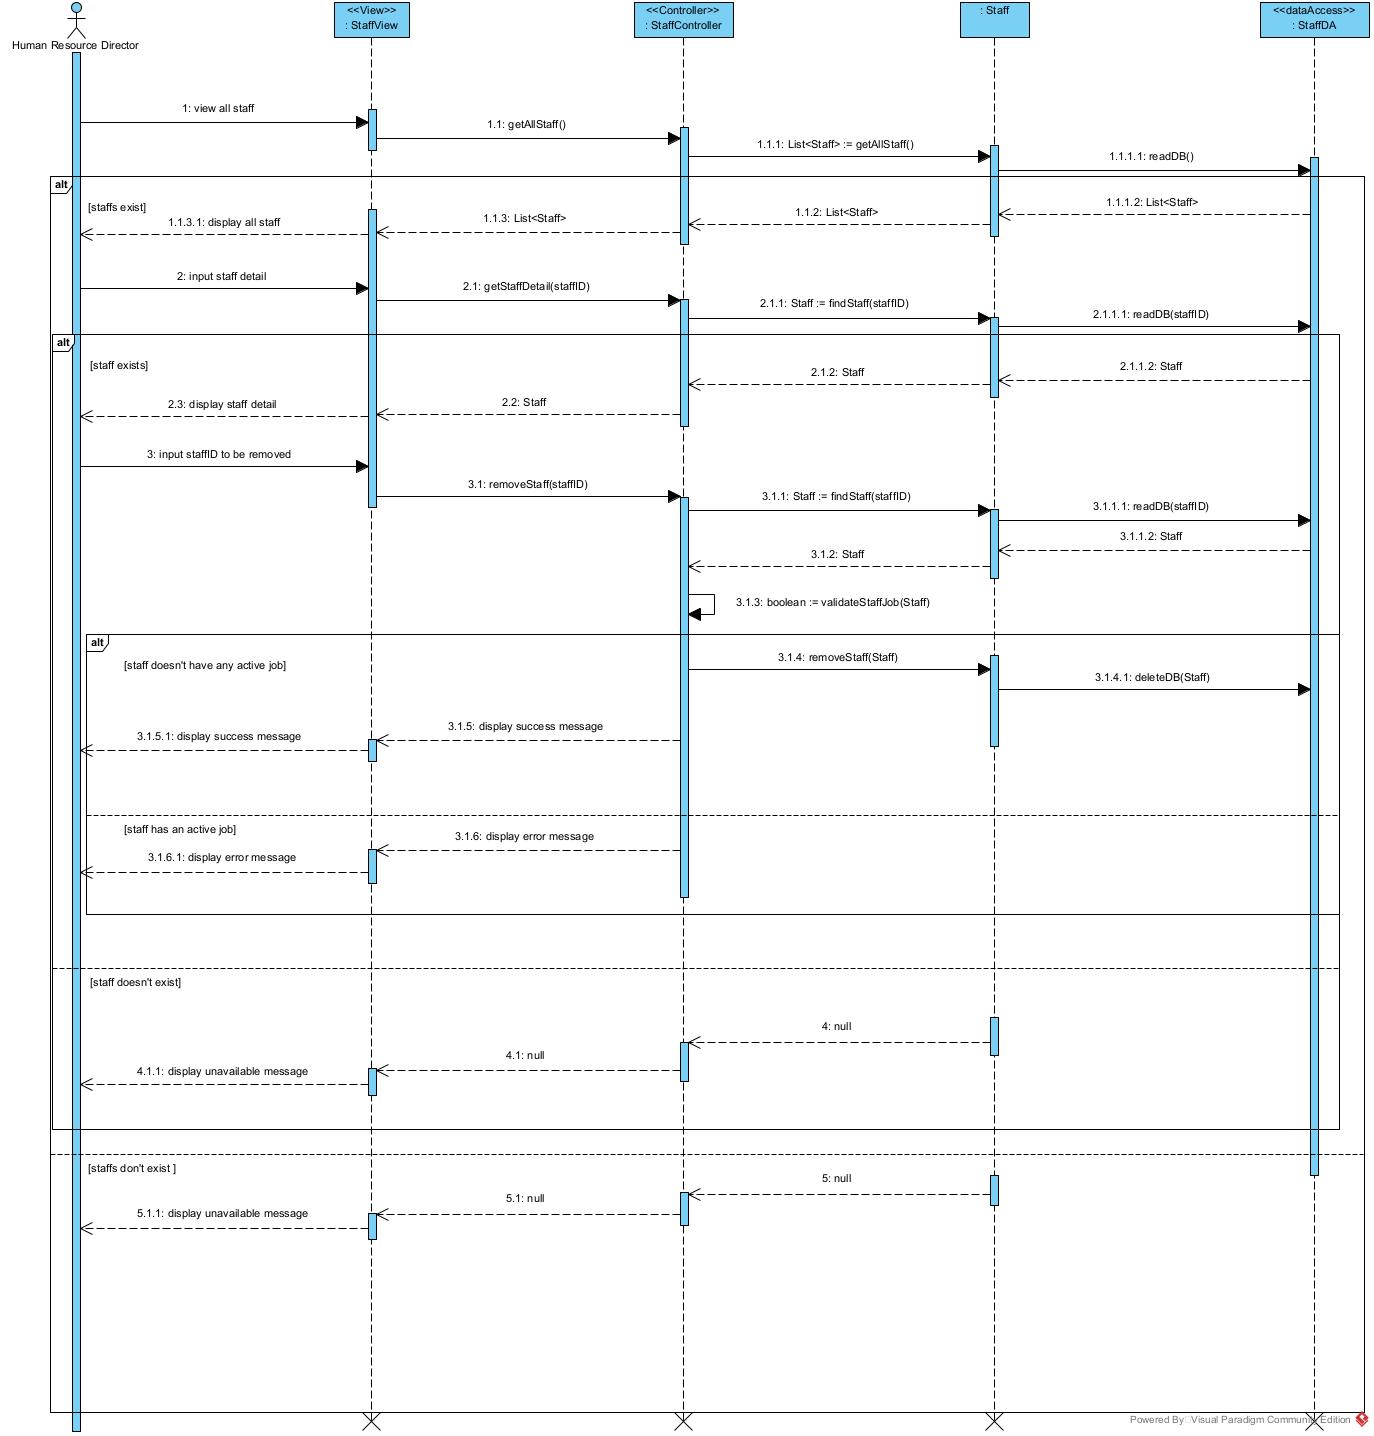 <<View>>
: StaffView
<<Controller>>
: StaffController
: Staff
<<dataAccess>>
: StaffDA
Human Resource Director
1: view all staff
1.1: getAllStaff()
1.1.1: List<Staff> := getAllStaff()
1.1.1.1: readDB()
alt
[staffs exist]
1.1.1.2: List<Staff>
1.1.2: List<Staff>
1.1.3: List<Staff>
1.1.3.1: display all staff
2: input staff detail
2.1: getStaffDetail(staffID)
2.1.1: Staff := findStaff(staffID)
2.1.1.1: readDB(staffID)
alt
[staff exists]
2.1.1.2: Staff
2.1.2: Staff
2.2: Staff
2.3: display staff detail
3: input staffID to be removed
3.1: removeStaff(staffID)
3.1.1: Staff := findStaff(staffID)
3.1.1.1: readDB(staffID)
3.1.1.2: Staff
3.1.2: Staff
3.1.3: boolean := validateStaffJob(Staff)
alt
[staff doesn't have any active job]
3.1.4: removeStaff(Staff)
3.1.4.1: deleteDB(Staff)
3.1.5: display success message
3.1.5.1: display success message
[staff has an active job]
3.1.6: display error message
3.1.6.1: display error message
[staff doesn't exist]
4: null
4.1: null
4.1.1: display unavailable message
[staffs don't exist ]
5: null
5.1: null
5.1.1: display unavailable message
Powered By Visual Paradigm Community Edition